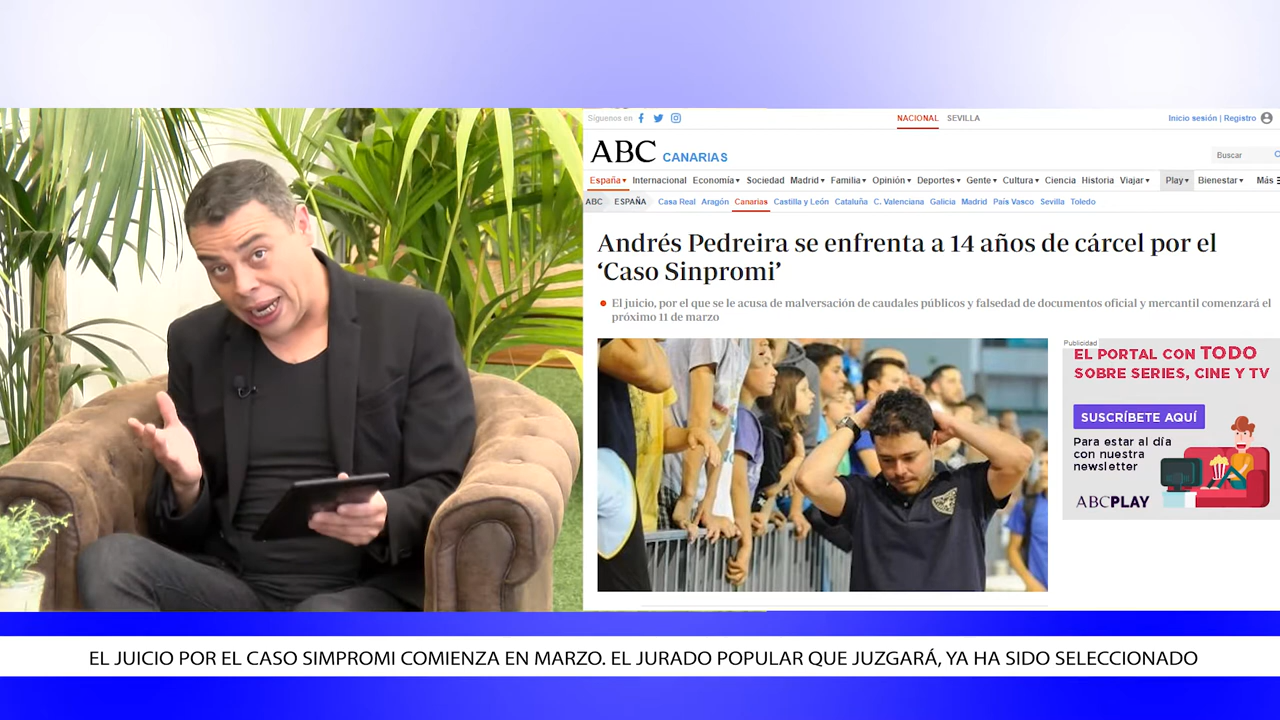 Síguenos en
NACIONAL SEVILLA
Inicio sesión | Registro
ABC CANARIAS
Buscar
España Internacional Economía Sociedad Madrid Familia Opinión Deportes Gente Cultura Ciencia Historia Viajar Play Bienestar Más
ABC ESPAÑA Casa Real Aragón Canarias Castilla y León Cataluña C. Valenciana Galicia Madrid País Vasco Sevilla Toledo
Andrés Pedreira se enfrenta a 14 años de cárcel por el
‘Caso Sinpromi’
El juicio, por el que se le acusa de malversación de caudales públicos y falsedad de documentos oficial y mercantil comenzará el
próximo 11 de marzo
Publicidad
EL PORTAL CON TODO
SOBRE SERIES, CINE Y TV
SUSCRÍBETE AQUÍ
Para estar al día
con nuestra
newsletter
ABCPLAY
EL JUICIO POR EL CASO SIMPROMI COMIENZA EN MARZO. EL JURADO POPULAR QUE JUZGARÁ, YA HA SIDO SELECCIONADO